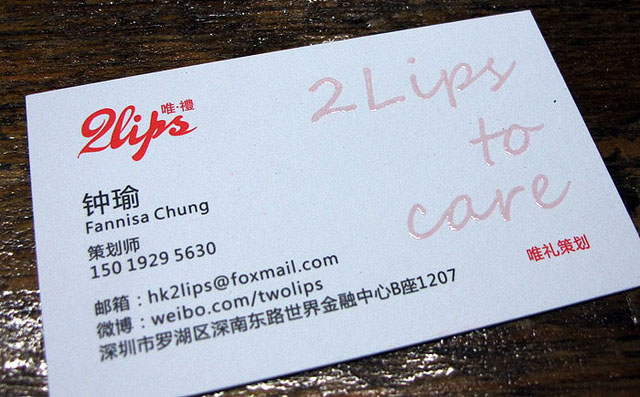 2lips 唯·禮
2Lips
to
care
钟瑜
Fannisa Chung
策划师
150 1929 5630
唯礼策划
邮箱：hk2lips@foxmail.com
微博：weibo.com/twolips
深圳市罗湖区深南东路世界金融中心B座1207